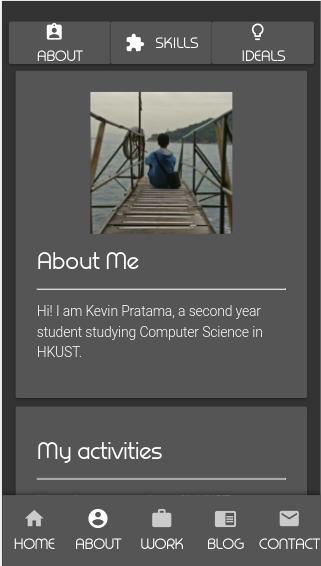 ABOUT
SKILLS
IDEALS
About Me
Hi! I am Kevin Pratama, a second year
student studying Computer Science in
HKUST.
My activities
HOME
ABOUT
WORK
BLOG
CONTACT